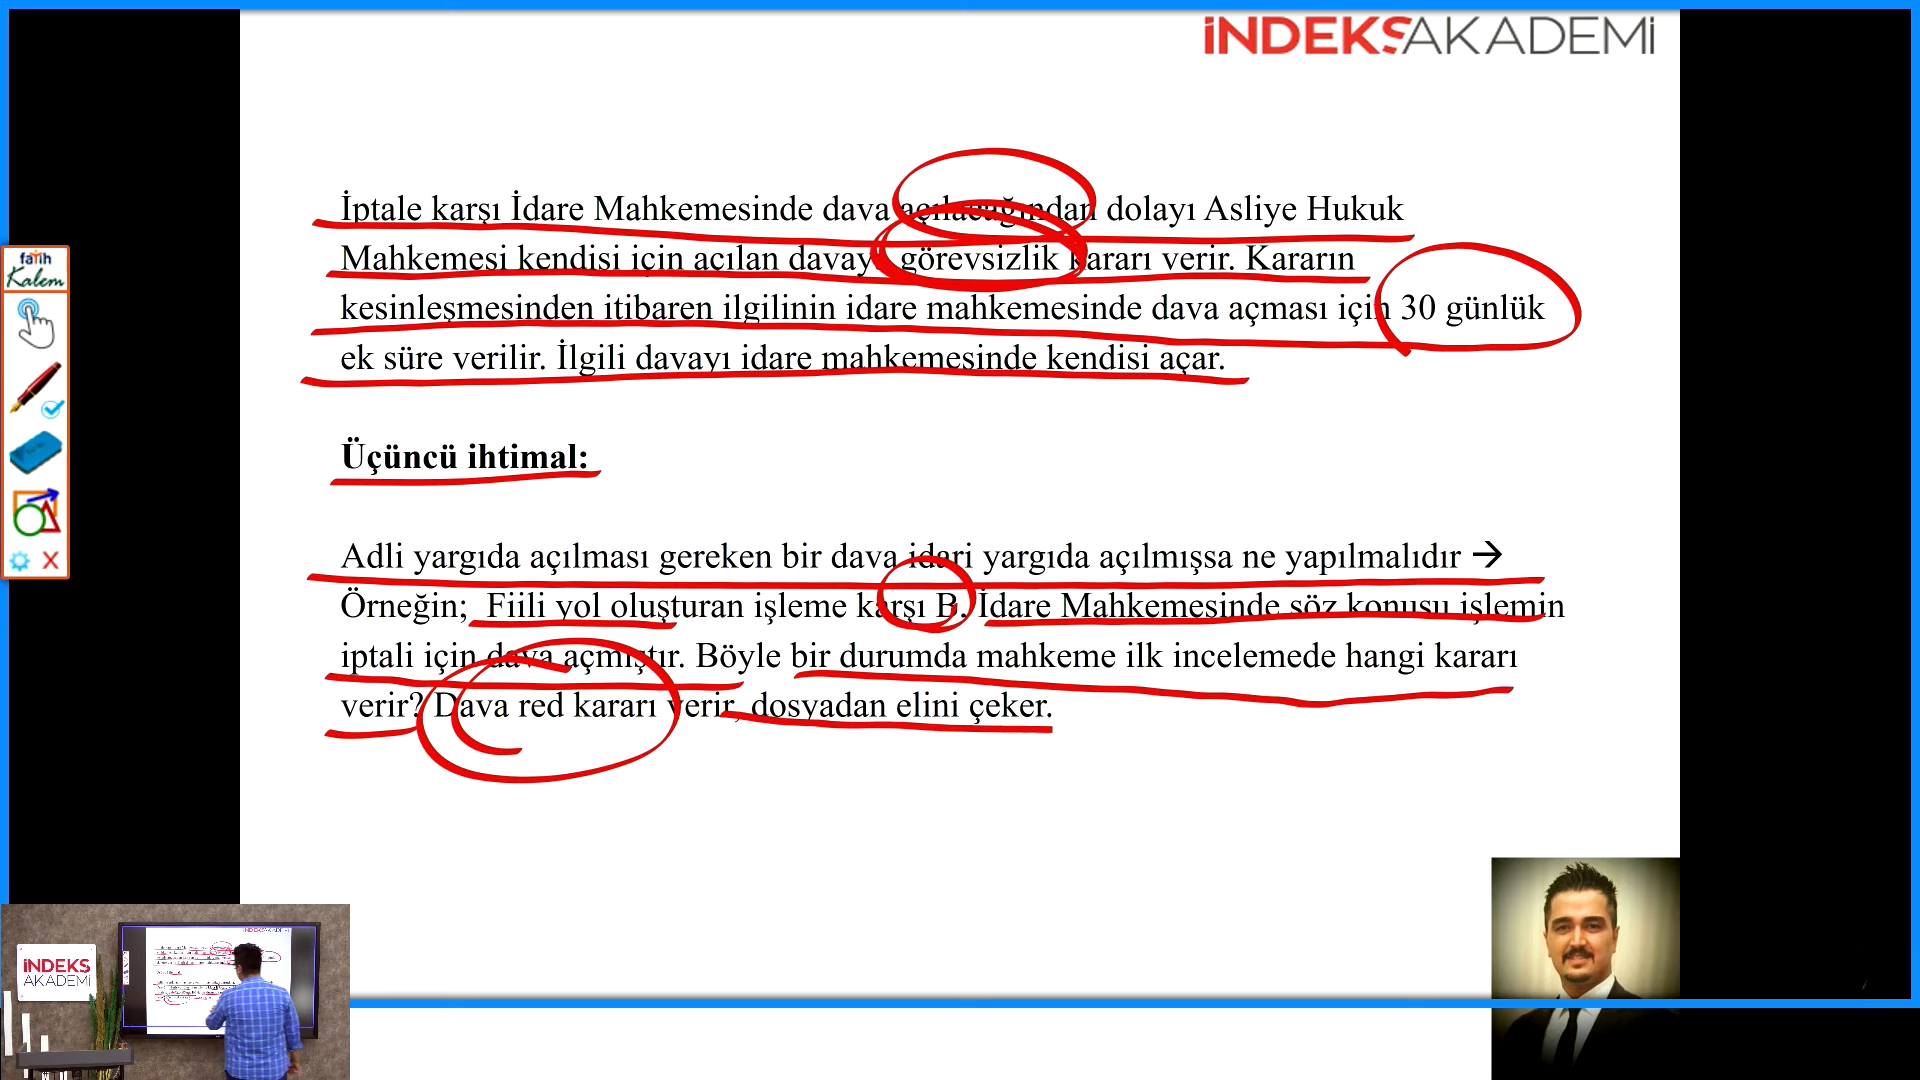 İNDEKSAKADEMİ
İptale karşı İdare Mahkemesinde dava açılacağından dolayı Asliye Hukuk
Mahkemesi kendisi için açılan davayı görevsizlik kararı verir. Kararın
kesinleşmesinden itibaren ilgilinin idare mahkemesinde dava açması için 30 günlük
ek süre verilir. İlgili davayı idare mahkemesinde kendisi açar.
Üçüncü ihtimal:
Adli yargıda açılması gereken bir dava idari yargıda açılmışsa ne yapılmalıdır →
Örneğin; Fiili yol oluşturan işleme karşı B. İdare Mahkemesinde söz konusu işlemin
iptali için dava açmıştır. Böyle bir durumda mahkeme ilk incelemede hangi kararı
verir? Dava red kararı verir, dosyadan elini çeker.
fatih
Kalem
İNDEKS
AKADEMİ